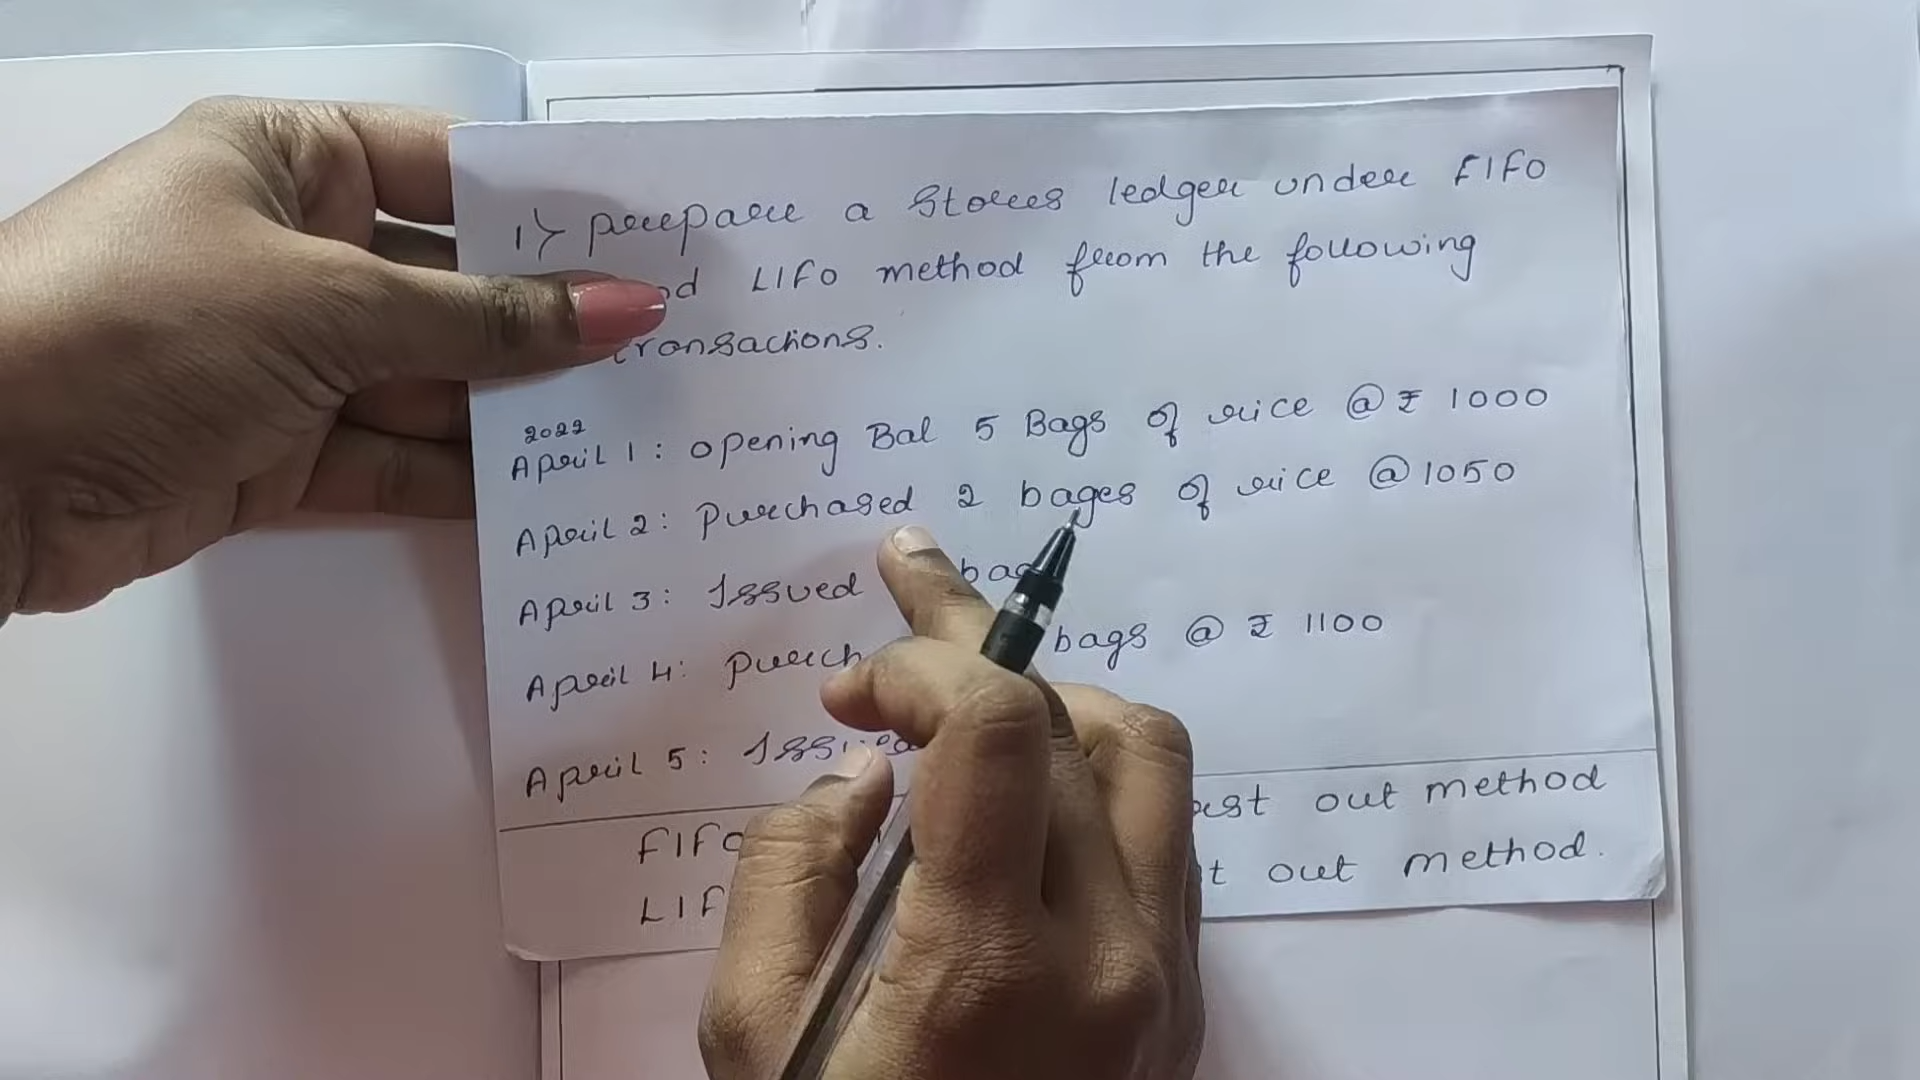 1) prepare a Stores ledger under FIFO
LIFO method from the following
transactions.
2022
April 1: opening Bal 5 Bags of rice @ ₹ 1000
April 2: purchased 2 bages of rice @ 1050
April 3: Issued
April 4: bags @ ₹ 1100
April 5: Issued
out method
out method.